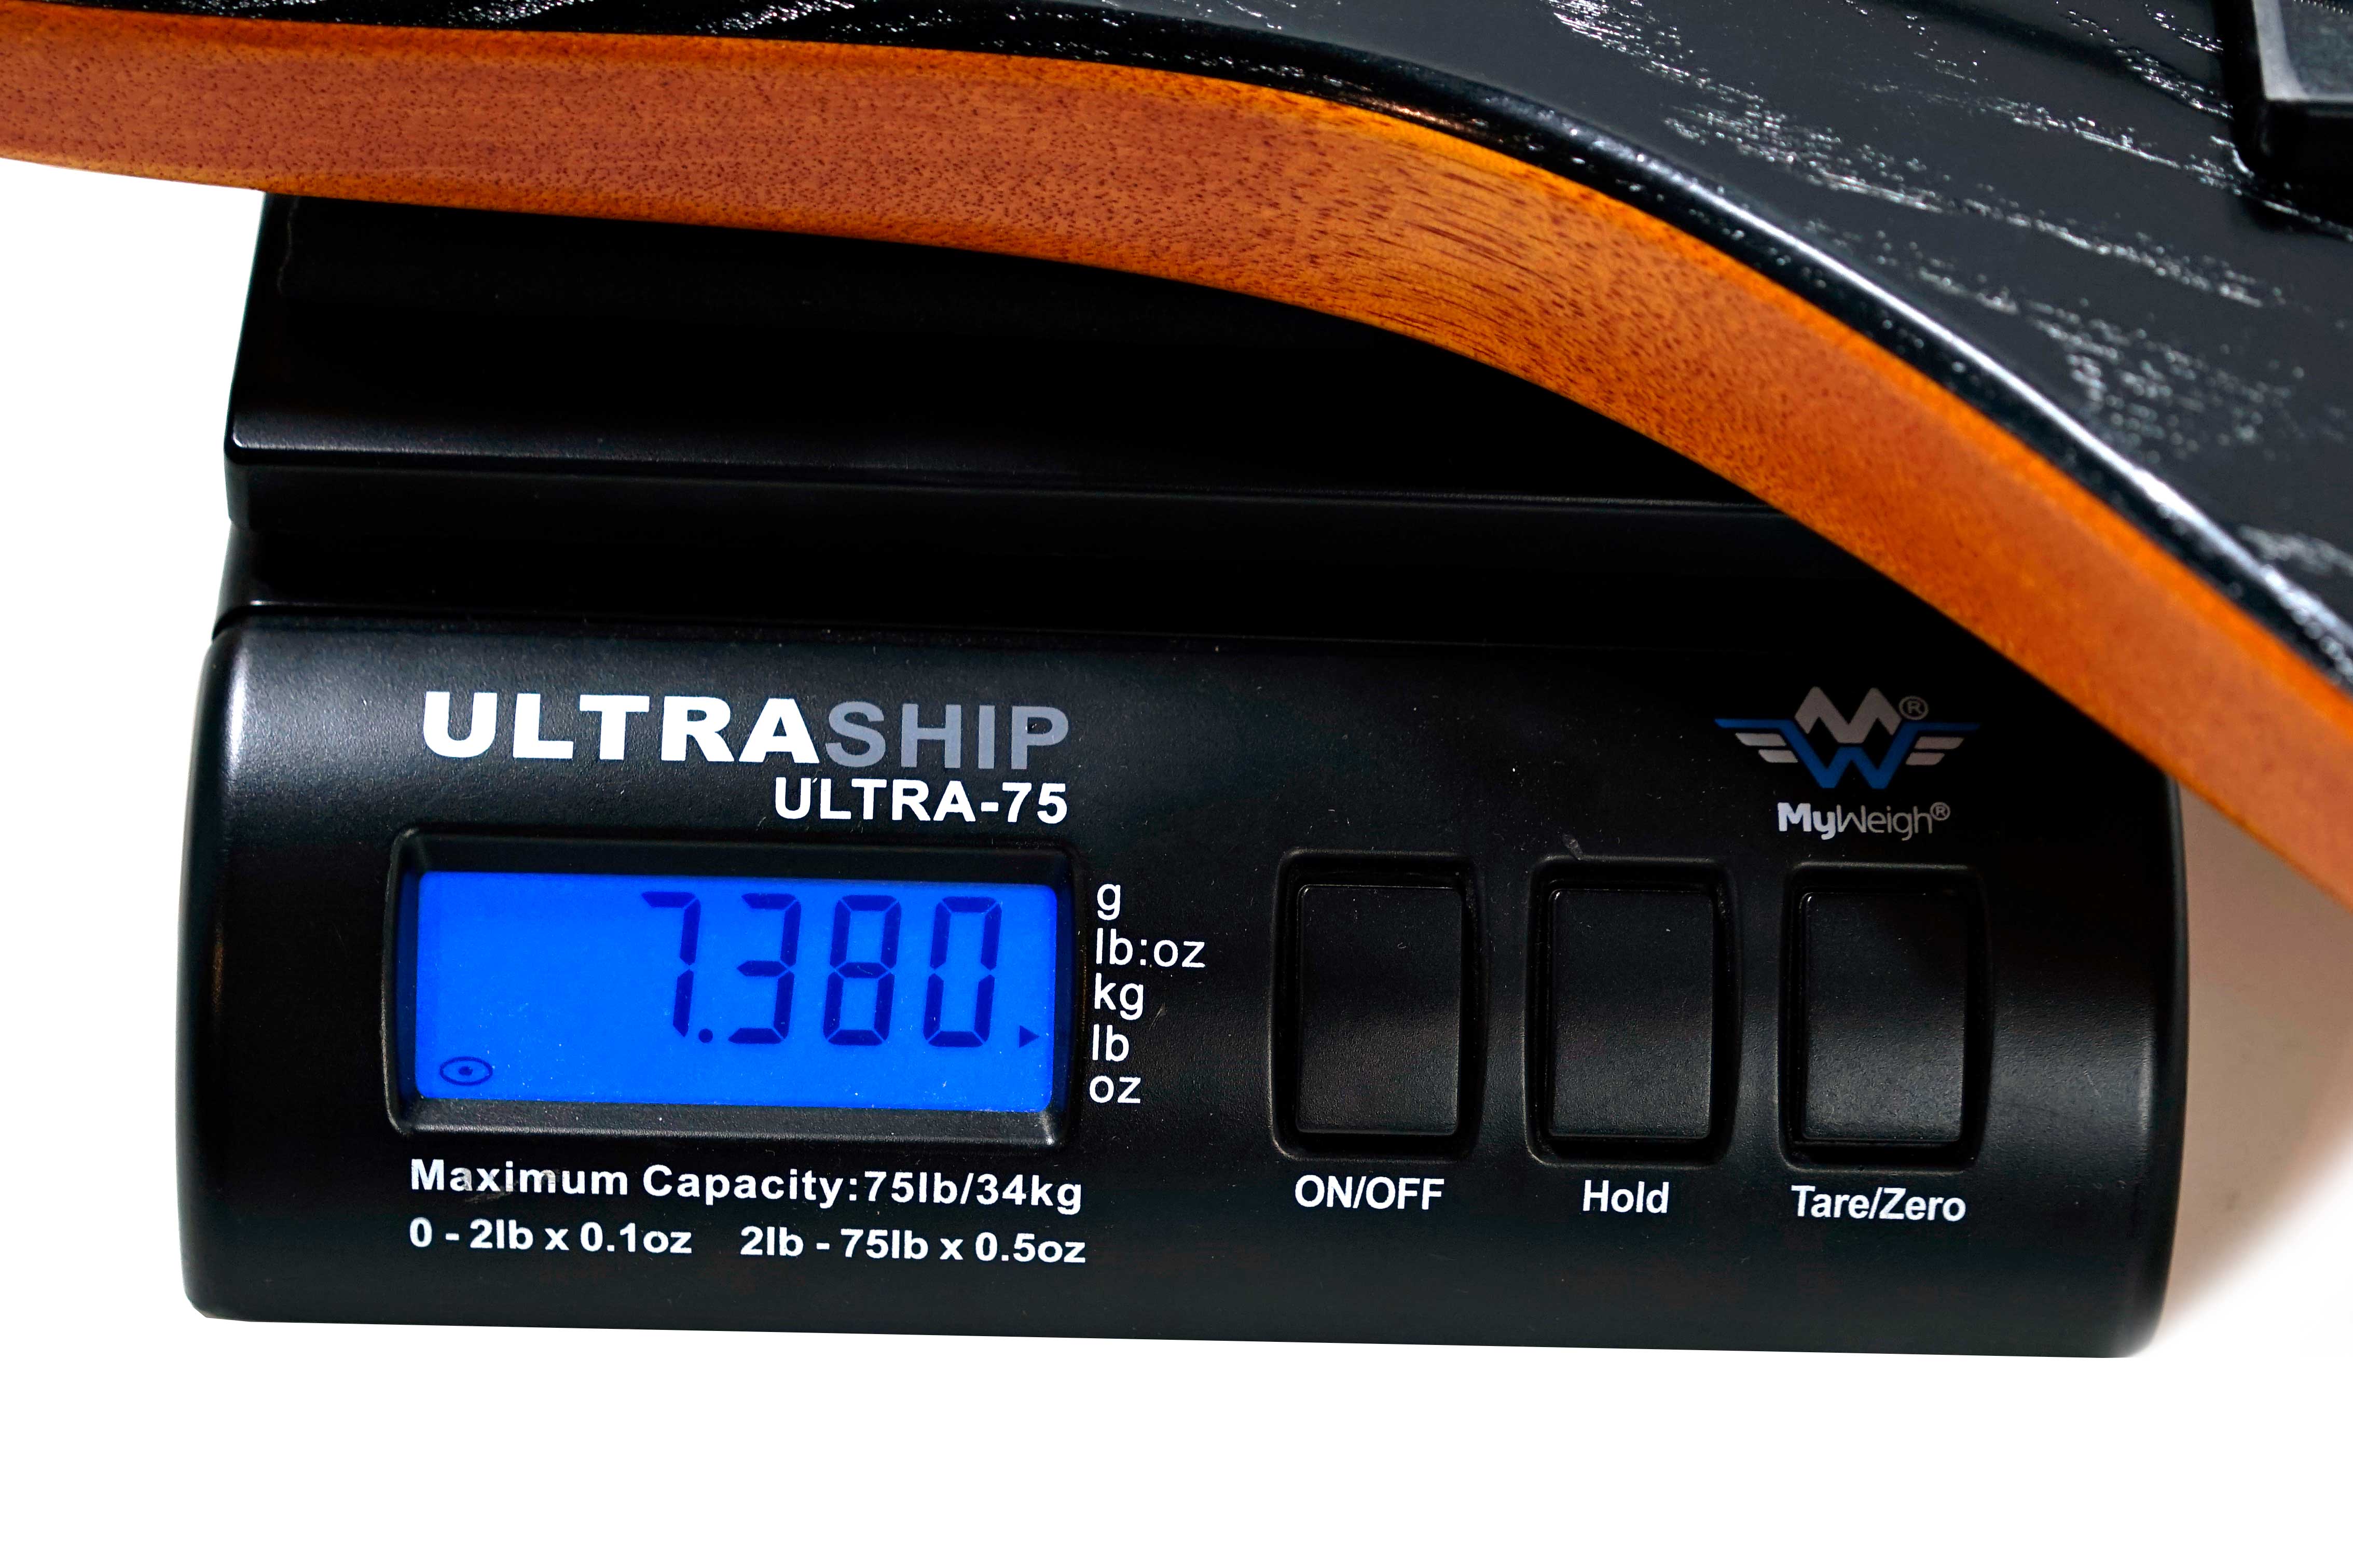 ULTRASHIP
ULTRA-75
®
MyWeigh®
7.380
g
lb:oz
kg
lb
oz
Maximum Capacity:75lb/34kg
0 - 2lb x 0.1oz 2lb - 75lb x 0.5oz
ON/OFF
Hold
Tare/Zero